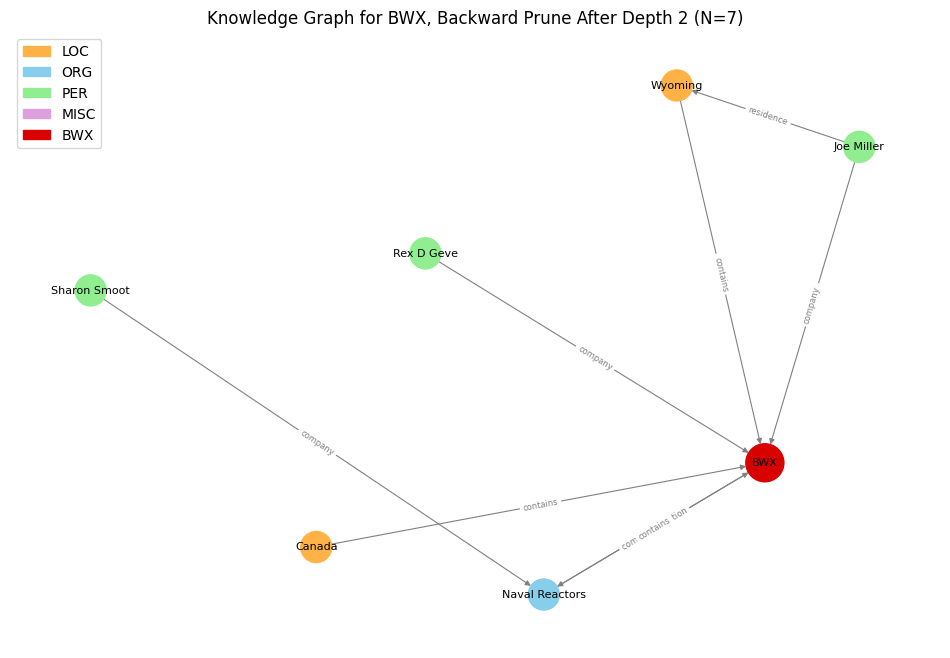 Knowledge Graph for BWX, Backward Prune After Depth 2 (N=7)
LOC
ORG
PER
MISC
BWX
Wyoming
residence
Joe Miller
Rex D Geve
contains
Sharon Smoot
company
company
company
BWX
contains
com contains tion
Canada
Naval Reactors